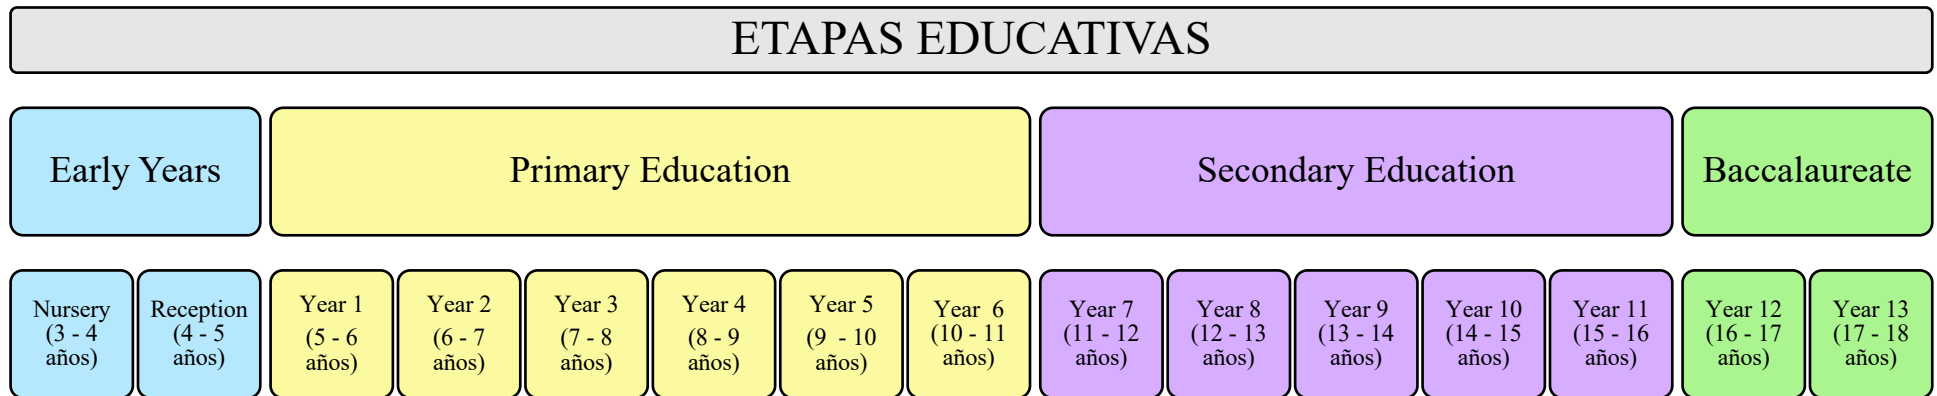 ETAPAS EDUCATIVAS
Early Years
Primary Education
Secondary Education
Baccalaureate
Nursery
(3 - 4
años)
Reception
(4 - 5
años)
Year 1
(5 - 6
años)
Year 2
(6 - 7
años)
Year 3
(7 - 8
años)
Year 4
(8 - 9
años)
Year 5
(9 - 10
años)
Year 6
(10 - 11
años)
Year 7
(11 - 12
años)
Year 8
(12 - 13
años)
Year 9
(13 - 14
años)
Year 10
(14 - 15
años)
Year 11
(15 - 16
años)
Year 12
(16 - 17
años)
Year 13
(17 - 18
años)